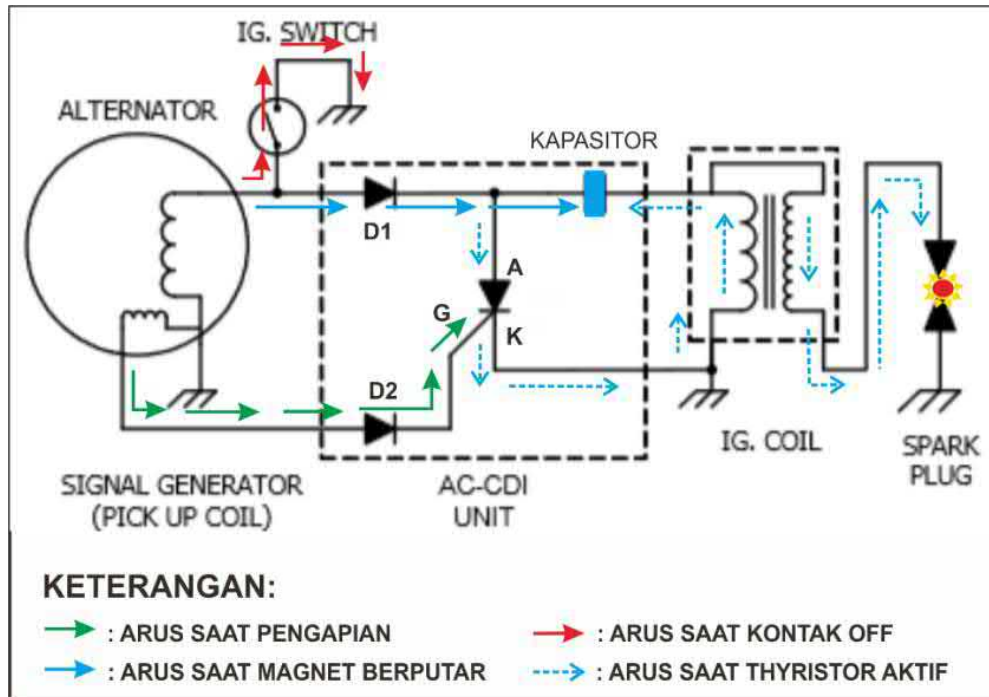 IG. SWITCH
ALTERNATOR
KAPASITOR
D1
A
G
K
D2
IG. COIL
SPARK
PLUG
SIGNAL GENERATOR
(PICK UP COIL)
AC-CDI
UNIT
KETERANGAN:
: ARUS SAAT PENGAPIAN
: ARUS SAAT KONTAK OFF
: ARUS SAAT MAGNET BERPUTAR
: ARUS SAAT THYRISTOR AKTIF